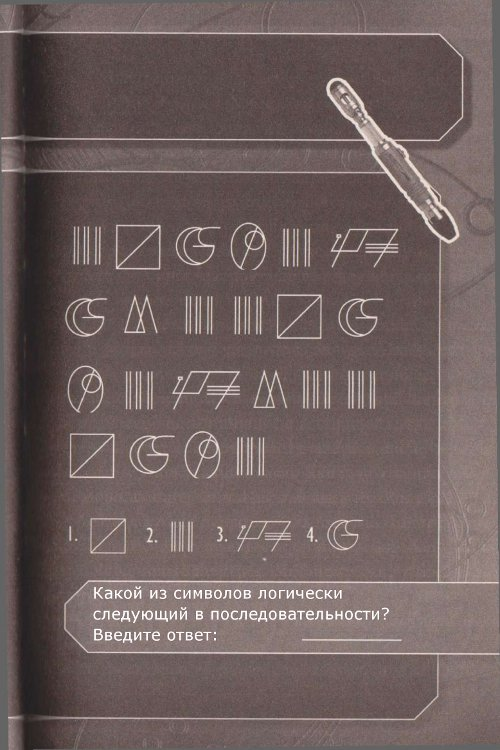 1. 2. 3. 4.
Какой из символов логически
следующий в последовательности?
Введите ответ: